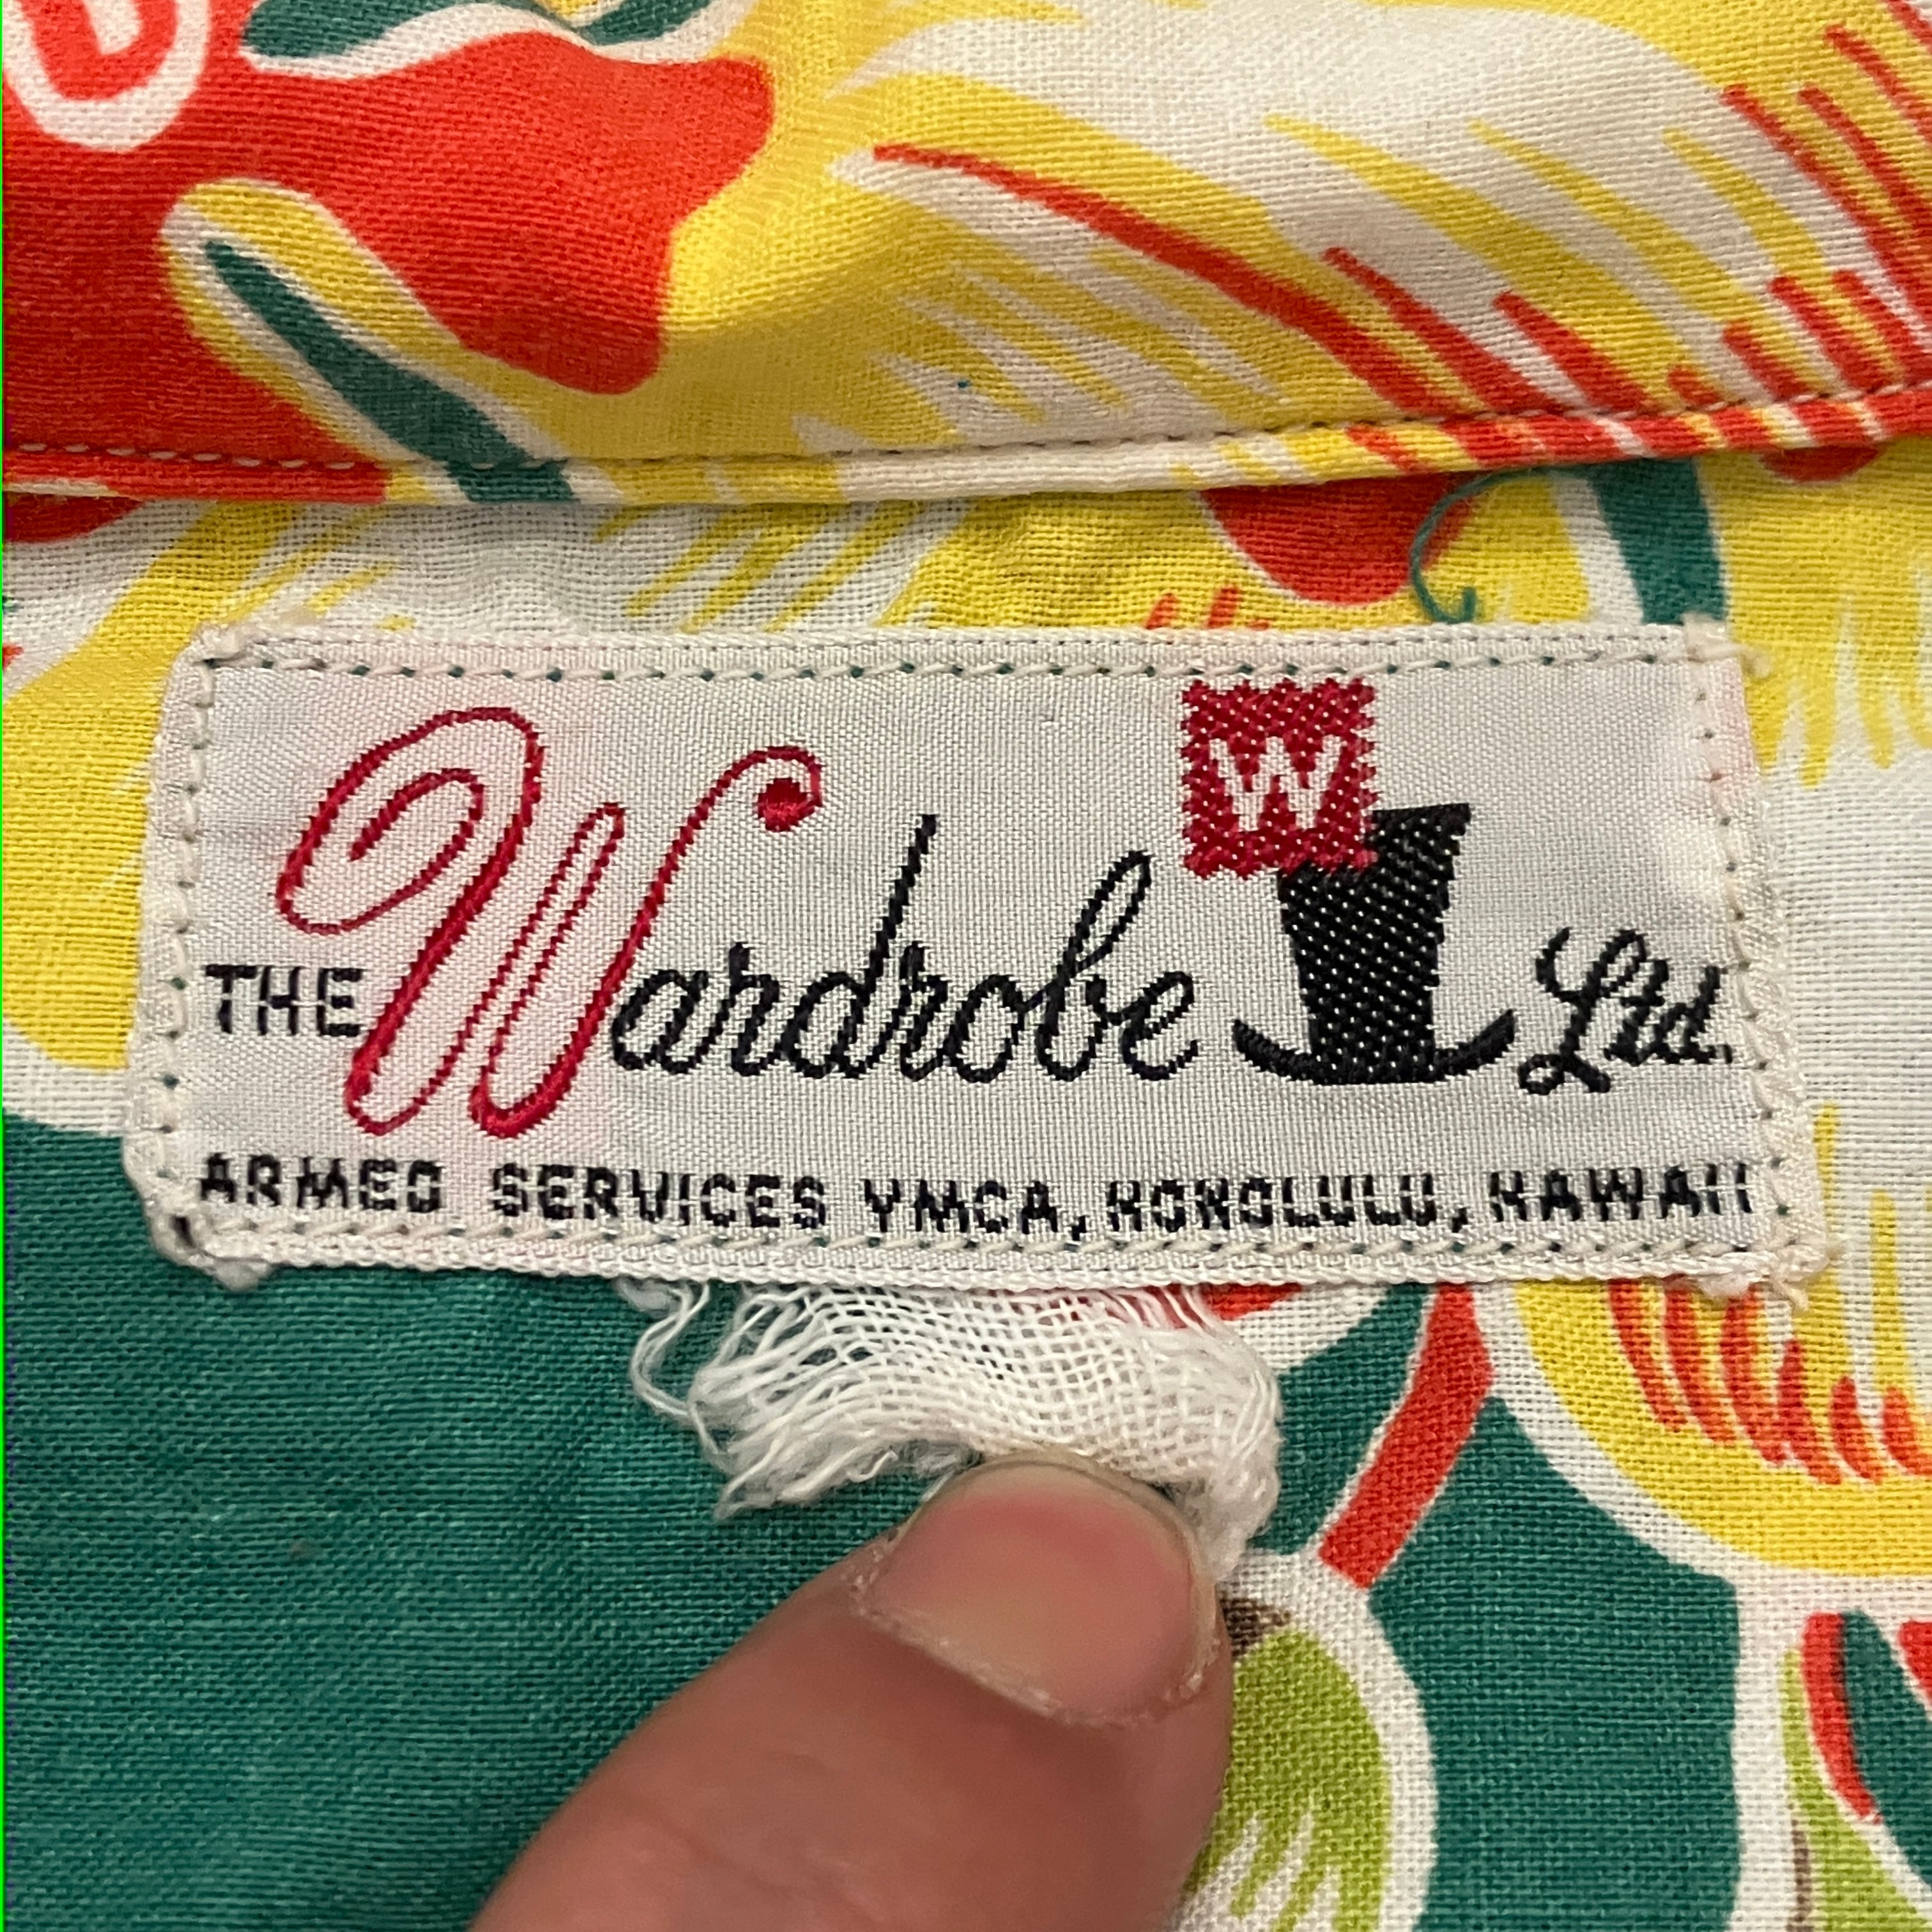 W
THE Wardrobe Ltd.
ARMED SERVICES YMCA, HONOLULU, HAWAII